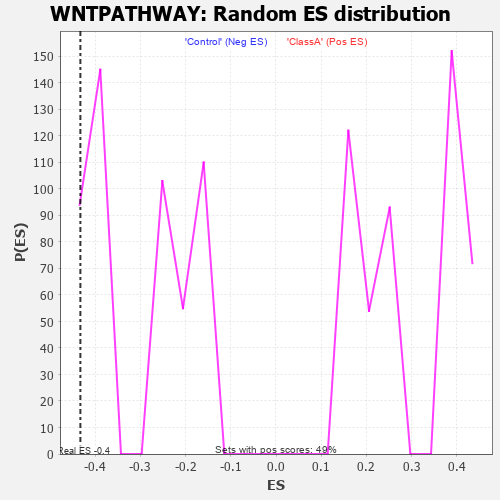 WNTPATHWAY: Random ES distribution
'Control' (Neg ES) 'ClassA' (Pos ES)
P(ES)
150
140
130
120
110
100
90
80
70
60
50
40
30
20
10
0
Real ES -0.4
Sets with pos scores: 49%
-0.4 -0.3 -0.2 -0.1 0.0 0.1 0.2 0.3 0.4
ES